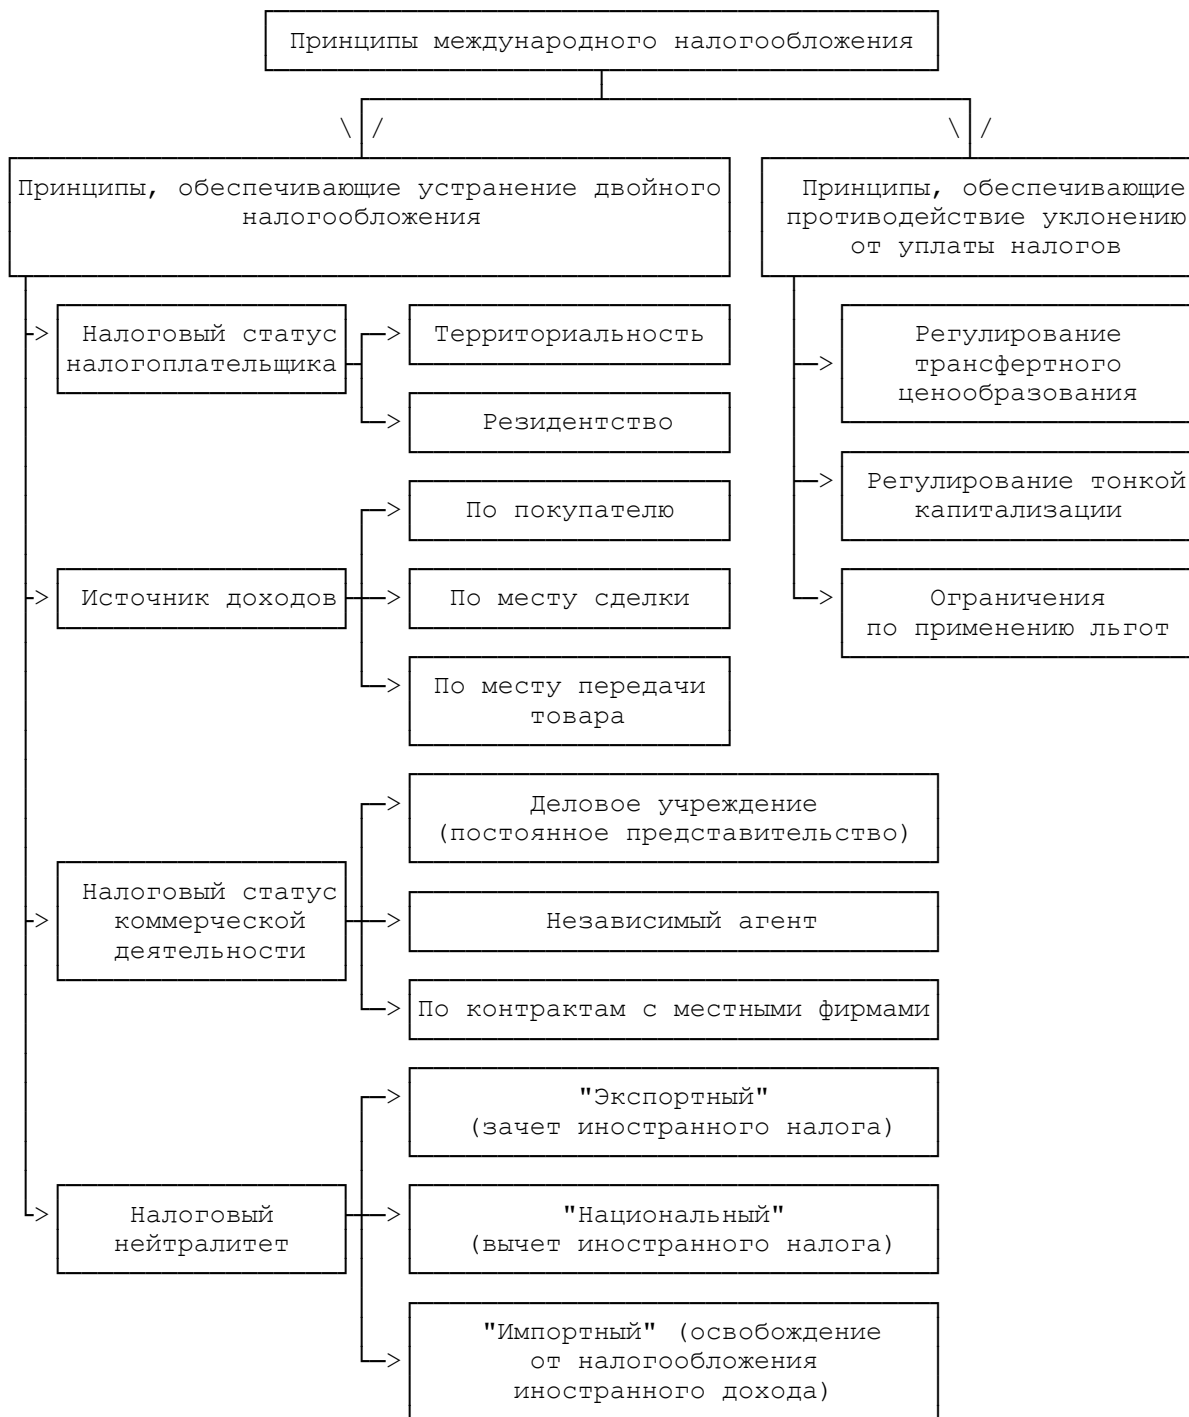 Принципы международного налогообложения
Принципы, обеспечивающие устранение двойного
налогообложения
Принципы, обеспечивающие
противодействие уклонению
от уплаты налогов
Налоговый статус
налогоплательщика
Территориальность
Резидентство
Регулирование
трансфертного
ценообразования
Регулирование тонкой
капитализации
Ограничения
по применению льгот
Источник доходов
По покупателю
По месту сделки
По месту передачи
товара
Налоговый статус
коммерческой
деятельности
Деловое учреждение
(постоянное представительство)
Независимый агент
По контрактам с местными фирмами
Налоговый
нейтралитет
"Экспортный"
(зачет иностранного налога)
"Национальный"
(вычет иностранного налога)
"Импортный" (освобождение
от налогообложения
иностранного дохода)